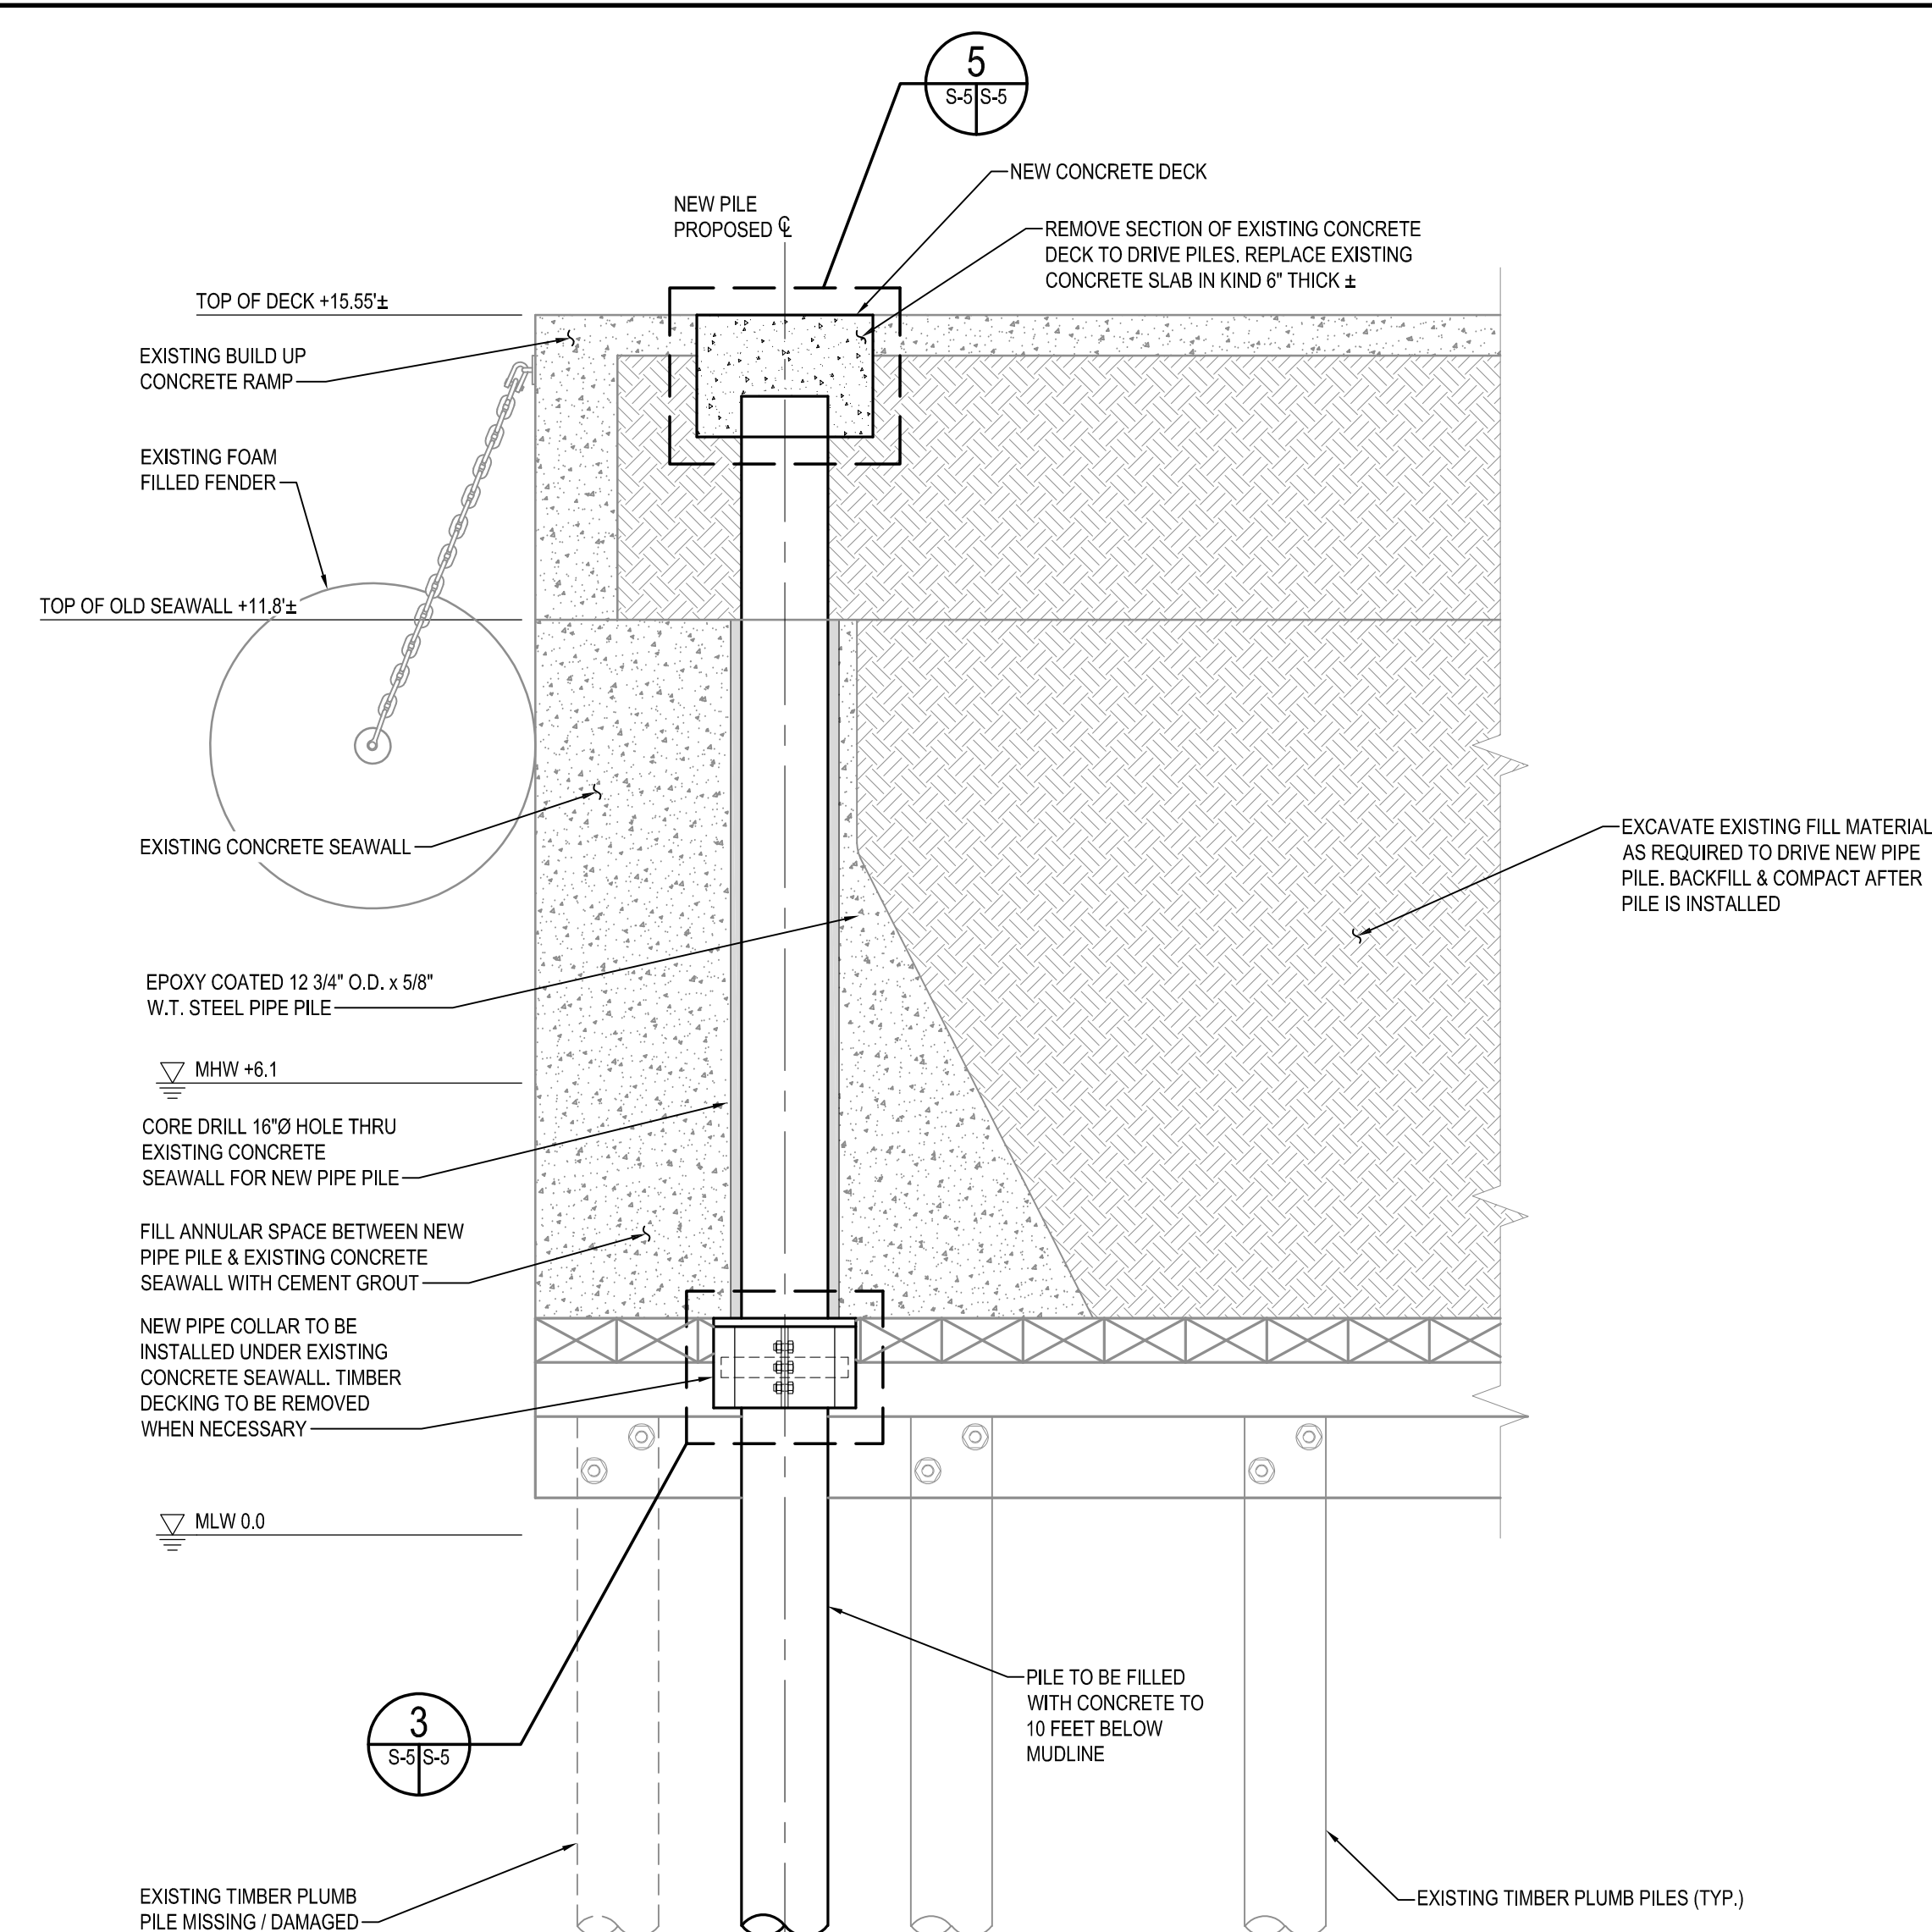 5
S-5 S-5
NEW CONCRETE DECK
NEW PILE
PROPOSED ℄
REMOVE SECTION OF EXISTING CONCRETE
DECK TO DRIVE PILES. REPLACE EXISTING
CONCRETE SLAB IN KIND 6" THICK ±
TOP OF DECK +15.55'±
EXISTING BUILD UP
CONCRETE RAMP
EXISTING FOAM
FILLED FENDER
TOP OF OLD SEAWALL +11.8'±
EXISTING CONCRETE SEAWALL
EXCAVATE EXISTING FILL MATERIAL
AS REQUIRED TO DRIVE NEW PIPE
PILE. BACKFILL & COMPACT AFTER
PILE IS INSTALLED
EPOXY COATED 12 3/4" O.D. x 5/8"
W.T. STEEL PIPE PILE
MHW +6.1
CORE DRILL 16"Ø HOLE THRU
EXISTING CONCRETE
SEAWALL FOR NEW PIPE PILE
FILL ANNULAR SPACE BETWEEN NEW
PIPE PILE & EXISTING CONCRETE
SEAWALL WITH CEMENT GROUT
NEW PIPE COLLAR TO BE
INSTALLED UNDER EXISTING
CONCRETE SEAWALL. TIMBER
DECKING TO BE REMOVED
WHEN NECESSARY
MLW 0.0
PILE TO BE FILLED
WITH CONCRETE TO
10 FEET BELOW
MUDLINE
3
S-5 S-5
EXISTING TIMBER PLUMB
PILE MISSING / DAMAGED
EXISTING TIMBER PLUMB PILES (TYP.)